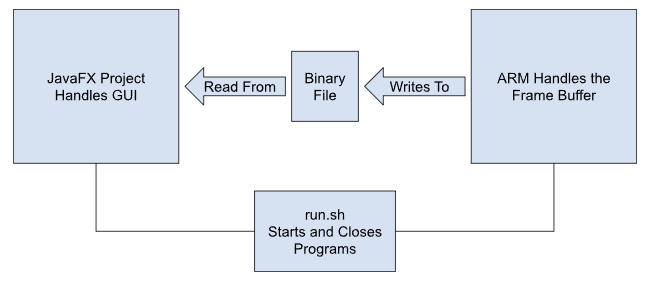 JavaFX Project
Handles GUI
Read From
Binary
File
Writes To
ARM Handles the
Frame Buffer
run.sh
Starts and Closes
Programs